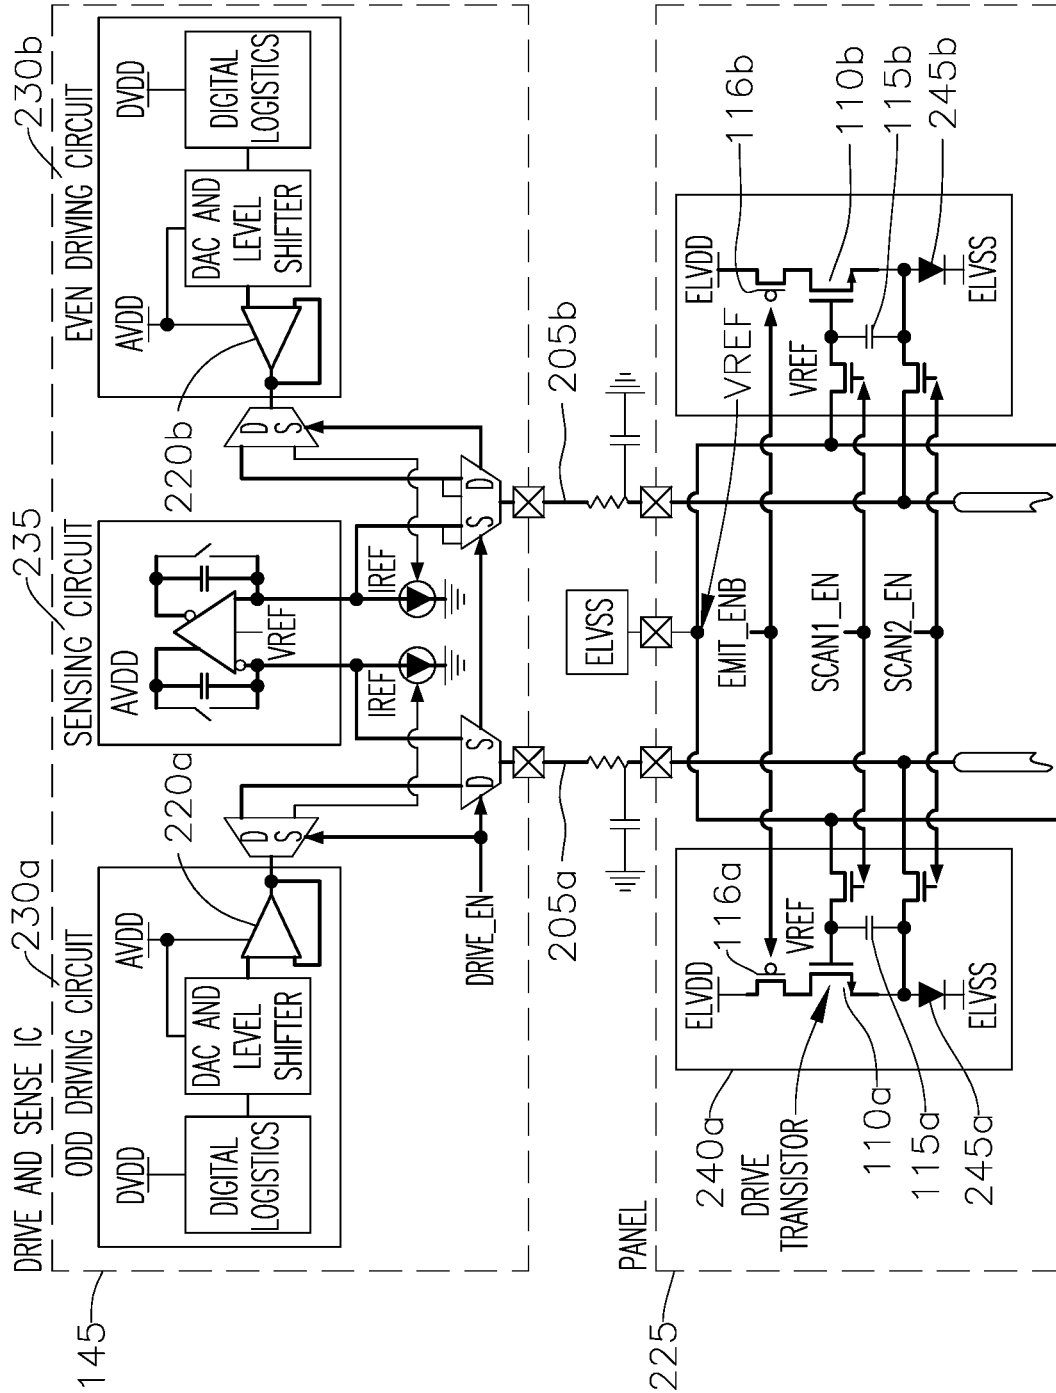 DRIVE AND SENSE IC
145
230a
ODD DRIVING CIRCUIT
DVDD
DIGITAL
LOGISTICS
DAC AND
LEVEL
SHIFTER
AVDD
220a
SENSING CIRCUIT
235
AVDD
VREF
EVEN DRIVING CIRCUIT
230b
AVDD
DAC AND
LEVEL
SHIFTER
DVDD
DIGITAL
LOGISTICS
220b
D
S
D
S
IREF
IREF
DRIVE_EN
D
S
S
D
205a
205b
ELVSS
VREF
PANEL
225
240a
ELVDD
116a
VREF
DRIVE
TRANSISTOR
110a
115a
245a
ELVSS
EMIT_ENB
SCAN1_EN
SCAN2_EN
ELVDD
VREF
ELVSS
116b
110b
115b
245b